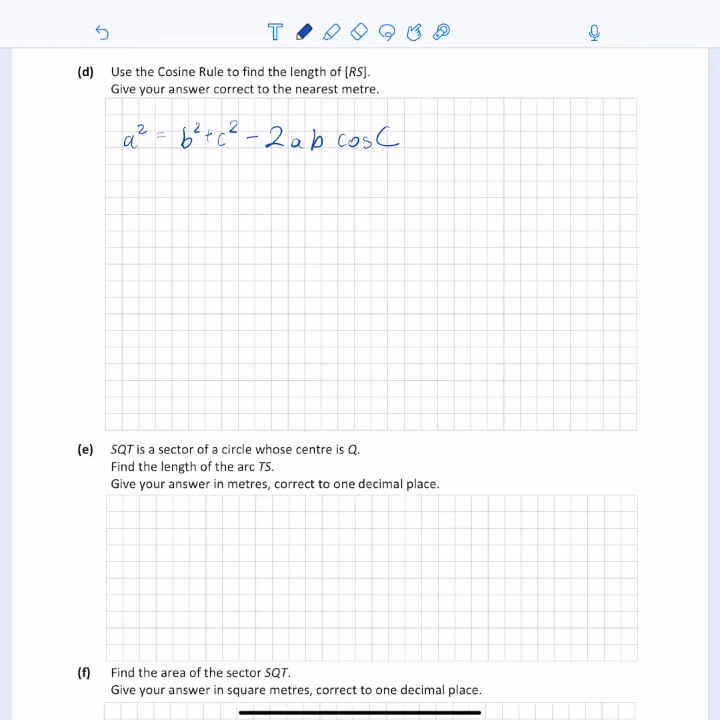 (d) Use the Cosine Rule to find the length of [RS].
Give your answer correct to the nearest metre.
a² = b² + c² − 2ab cosC
(e) SQT is a sector of a circle whose centre is Q.
Find the length of the arc TS.
Give your answer in metres, correct to one decimal place.
(f) Find the area of the sector SQT.
Give your answer in square metres, correct to one decimal place.